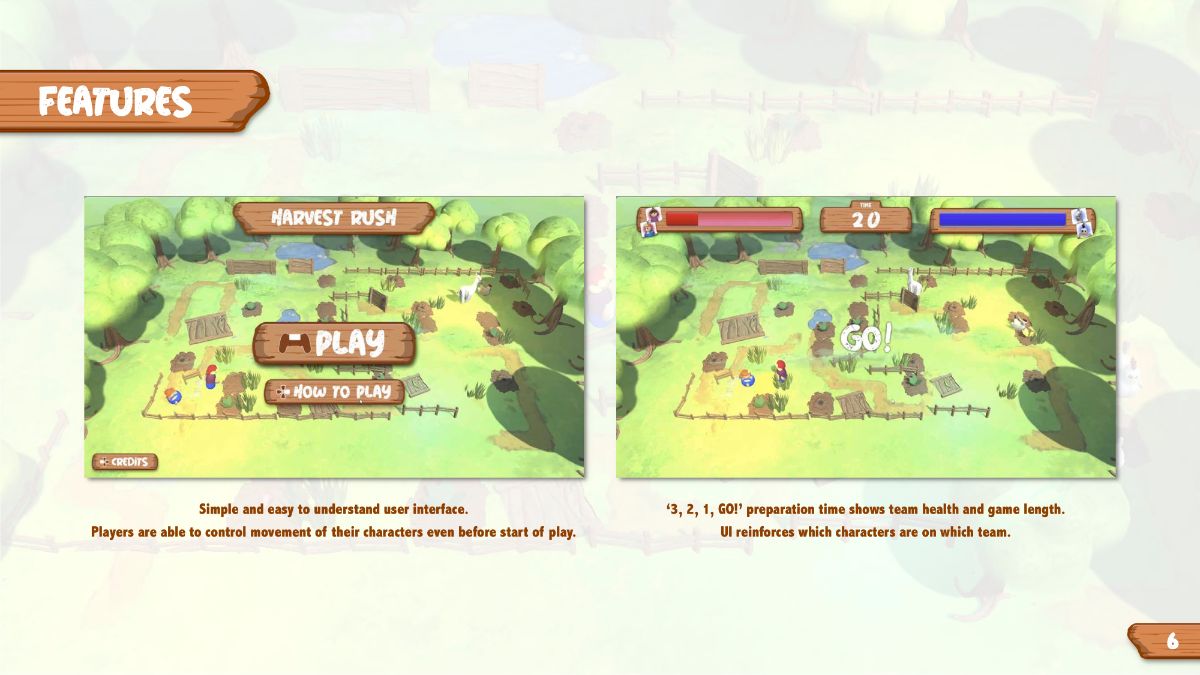 FEATURES
HARVEST RUSH
PLAY
HOW TO PLAY
CREDITS
TIME
20
GO!
Simple and easy to understand user interface.
Players are able to control movement of their characters even before start of play.
‘3, 2, 1, GO!’ preparation time shows team health and game length.
UI reinforces which characters are on which team.
6